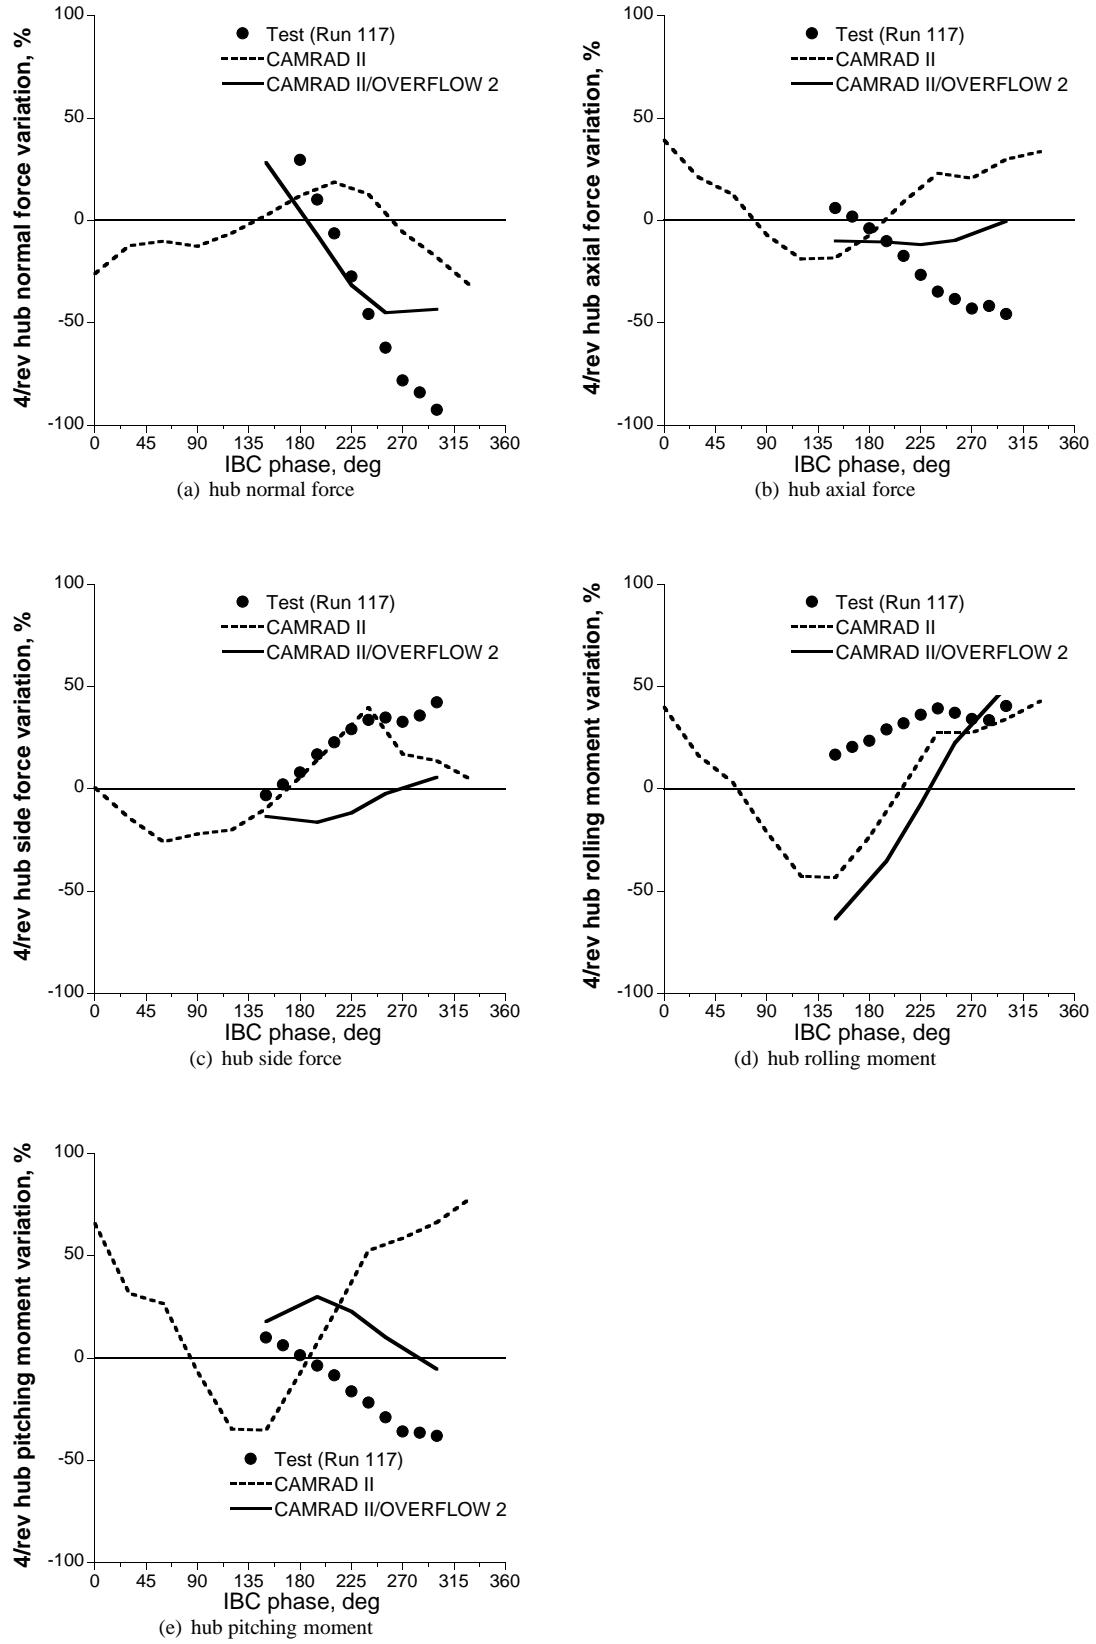 4/rev hub normal force variation, %
100
50
0
-50
-100
Test (Run 117)
CAMRAD II
CAMRAD II/OVERFLOW 2
0 45 90 135 180 225 270 315 360
IBC phase, deg
(a) hub normal force
4/rev hub axial force variation, %
100
50
0
-50
-100
Test (Run 117)
CAMRAD II
CAMRAD II/OVERFLOW 2
0 45 90 135 180 225 270 315 360
IBC phase, deg
(b) hub axial force
4/rev hub side force variation, %
100
50
0
-50
-100
Test (Run 117)
CAMRAD II
CAMRAD II/OVERFLOW 2
0 45 90 135 180 225 270 315 360
IBC phase, deg
(c) hub side force
4/rev hub rolling moment variation, %
100
50
0
-50
-100
Test (Run 117)
CAMRAD II
CAMRAD II/OVERFLOW 2
0 45 90 135 180 225 270 315 360
IBC phase, deg
(d) hub rolling moment
4/rev hub pitching moment variation, %
100
50
0
-50
-100
Test (Run 117)
CAMRAD II
CAMRAD II/OVERFLOW 2
0 45 90 135 180 225 270 315 360
IBC phase, deg
(e) hub pitching moment